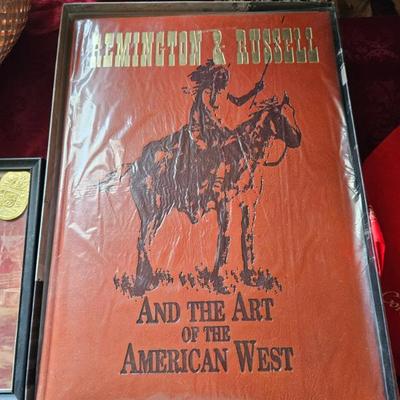 REMINGTON & RUSSELL
AND THE ART
OF THE
AMERICAN WEST